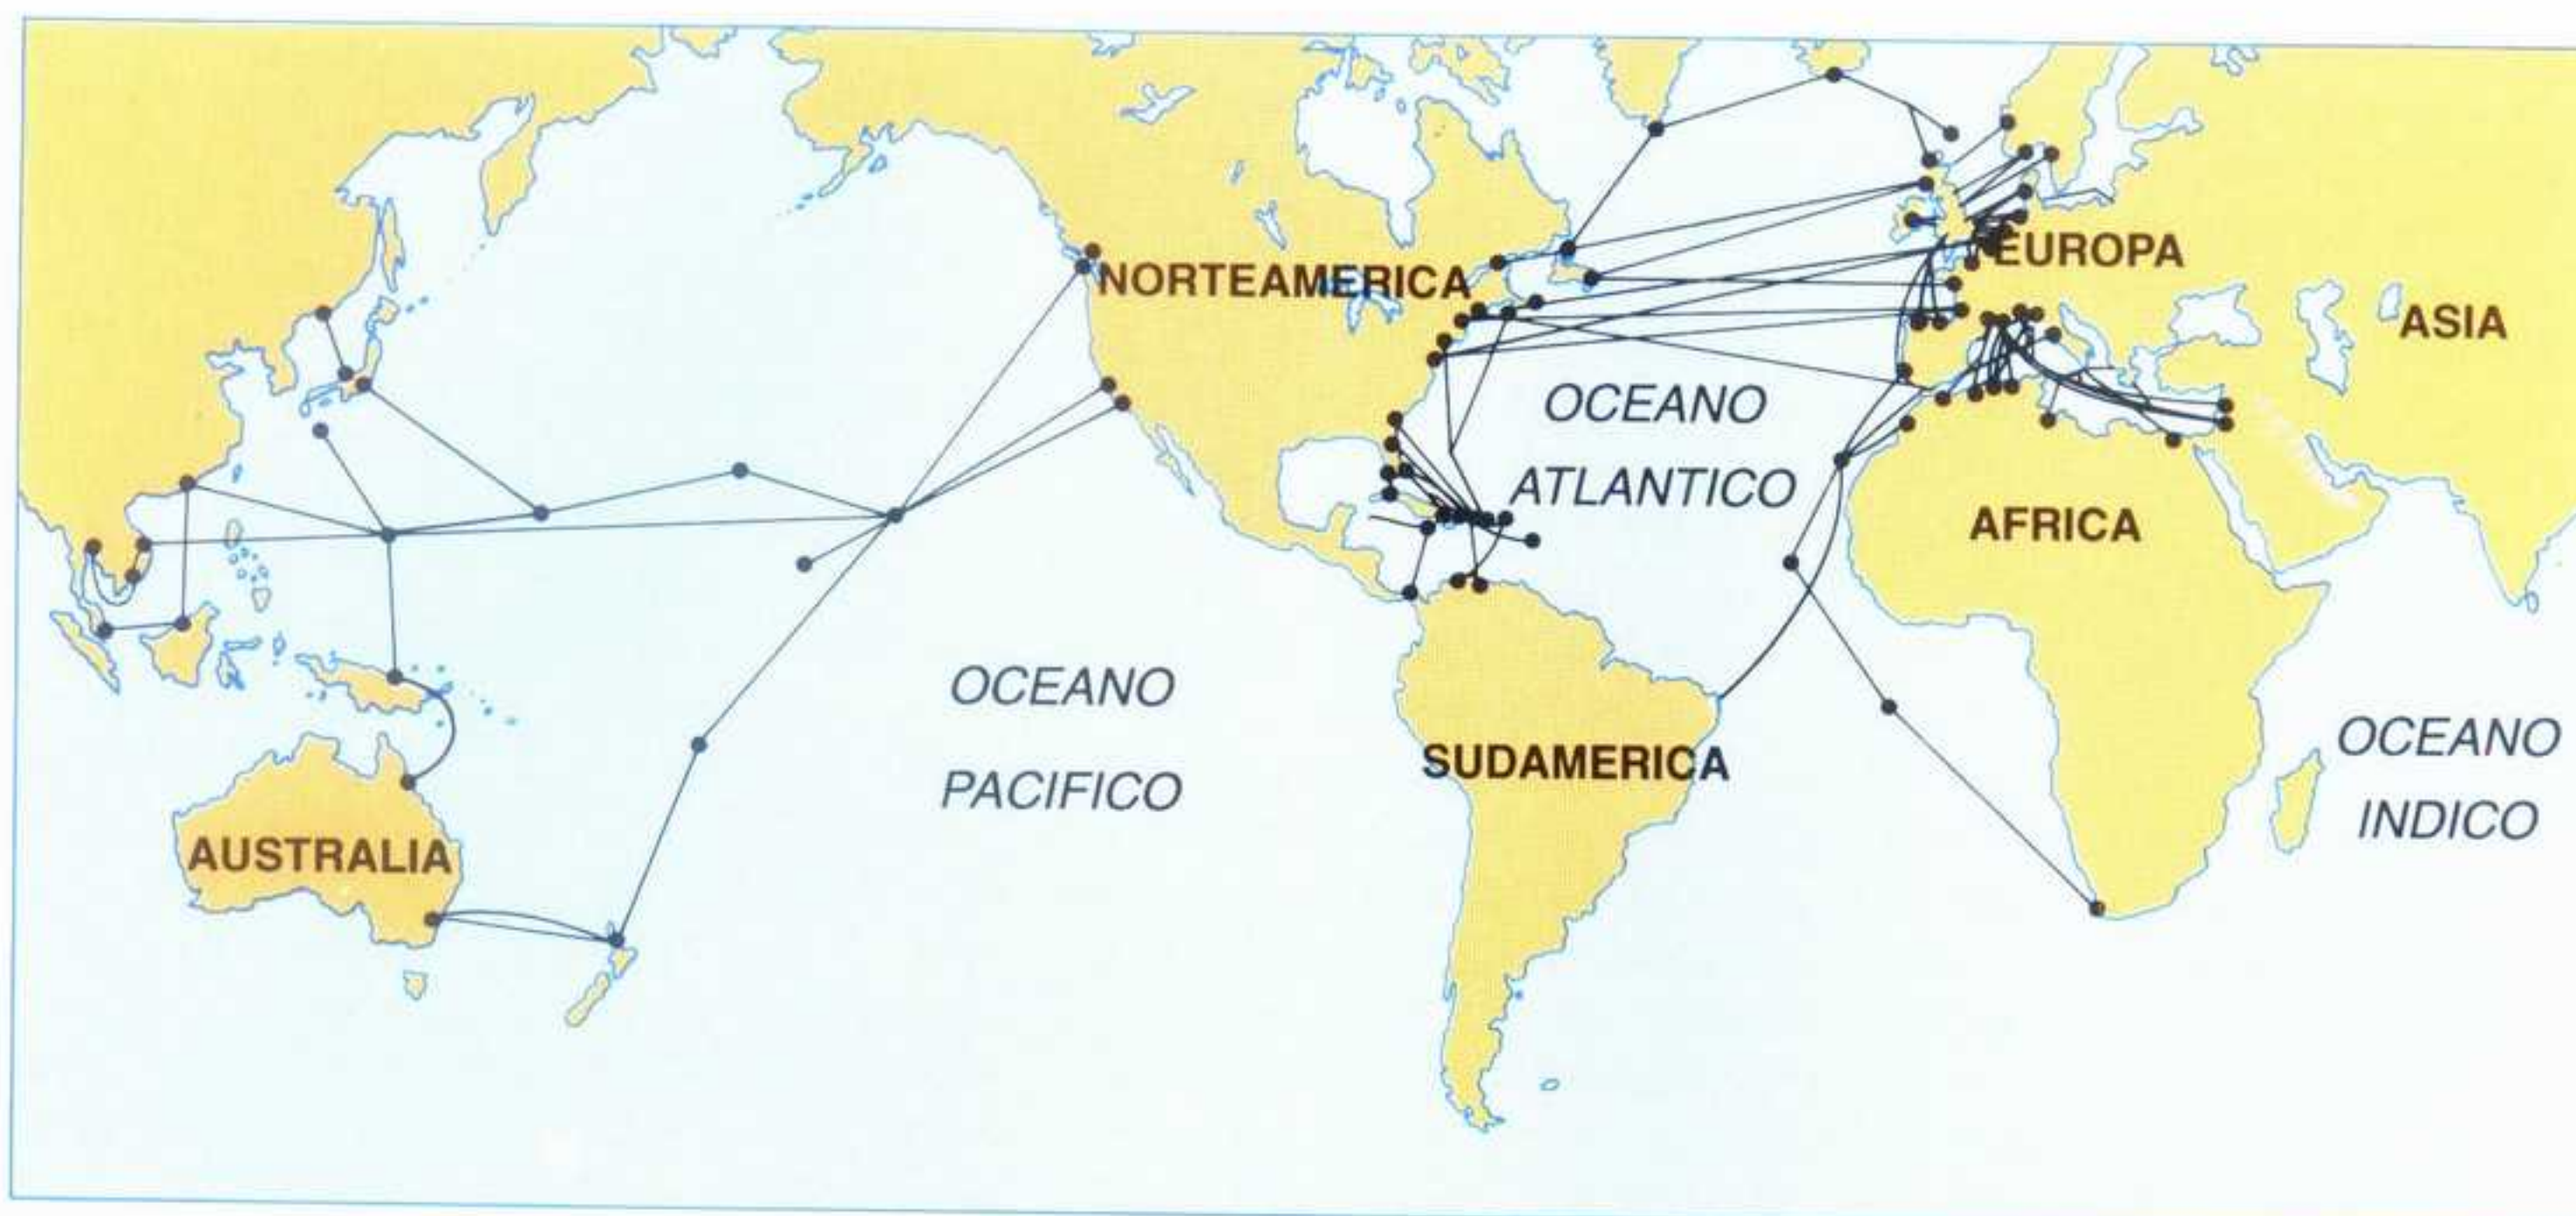 NORTEAMERICA
EUROPA
ASIA
OCEANO
ATLANTICO
AFRICA
OCEANO
PACIFICO
SUDAMERICA
OCEANO
INDICO
AUSTRALIA